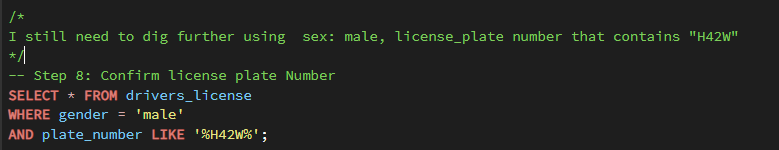 /*
I still need to dig further using  sex: male, license_plate number that contains "H42W"
*/
-- Step 8: Confirm license plate Number
SELECT * FROM drivers_license
WHERE gender = 'male'
AND plate_number LIKE '%H42W%';